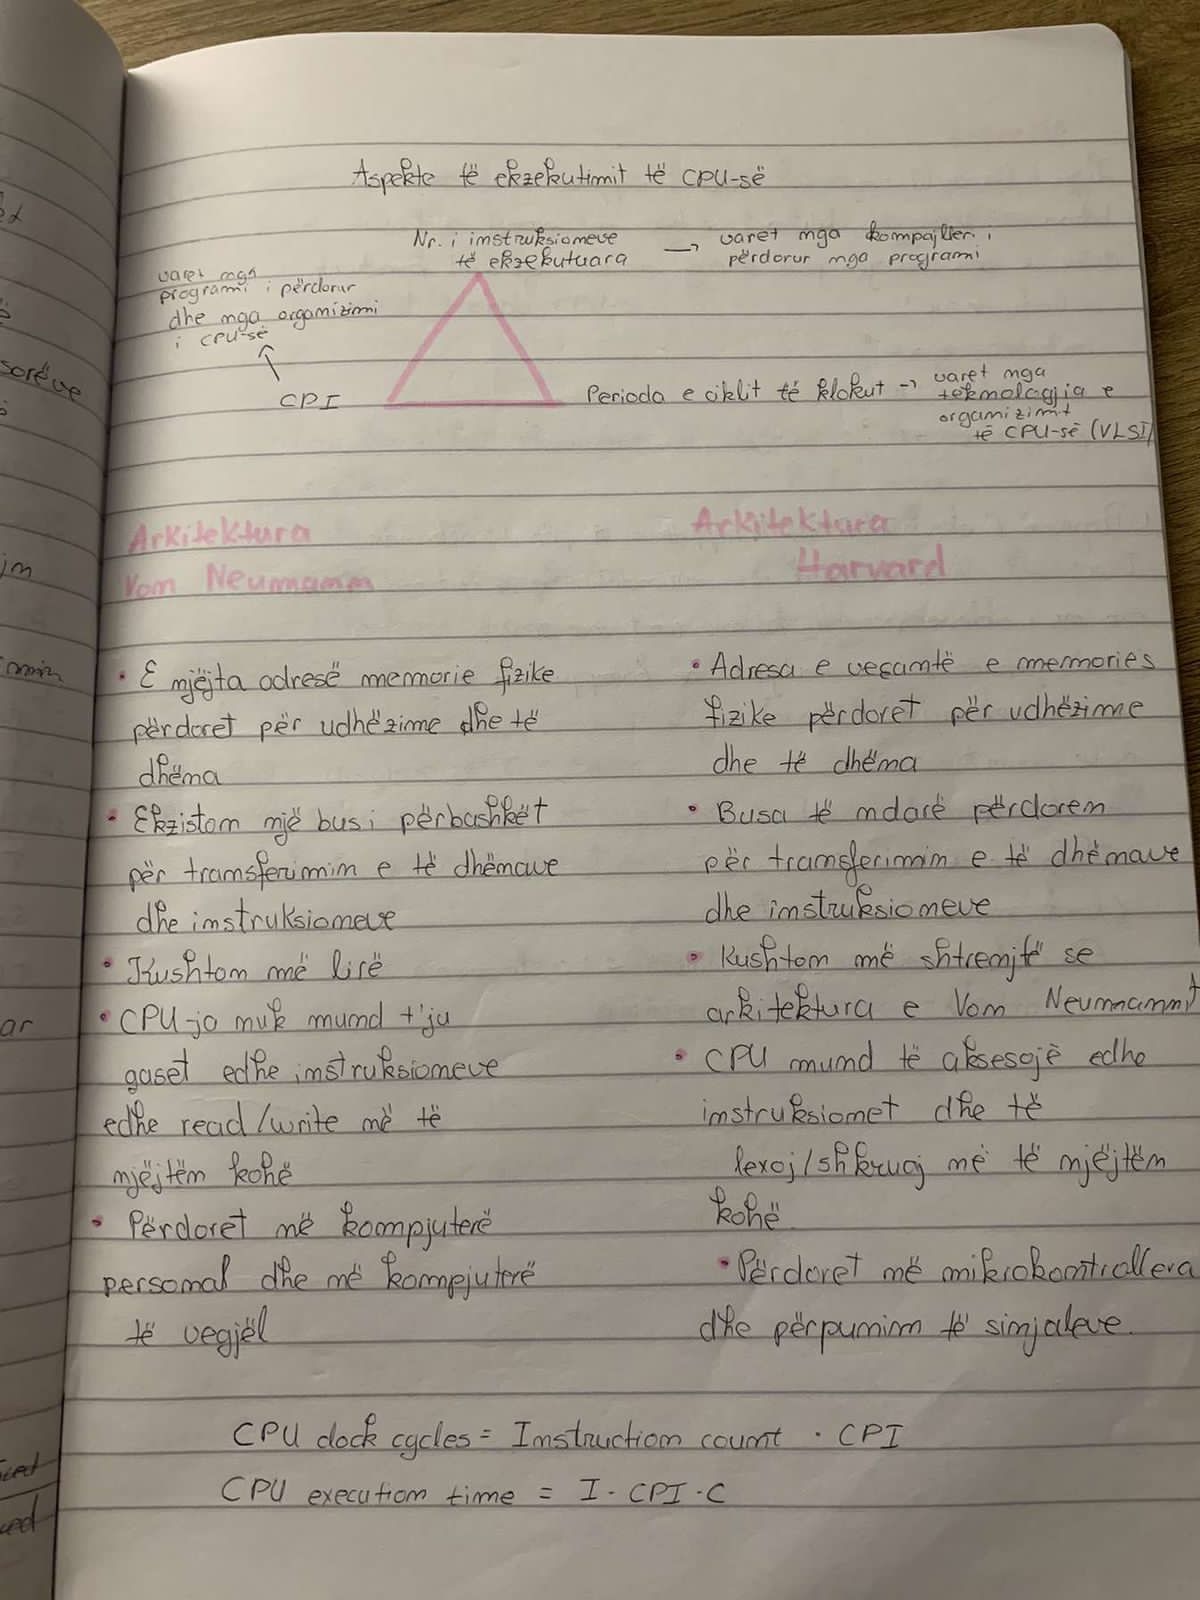 Aspekte të ekzekutimit të CPU-së
Nr. i instruksioneve → varet nga kompajlleri i
të ekzekutuara përdorur nga programi
varet nga
programi i përdorur
dhe nga organizimi
i CPU-së
CPI
Perioda e ciklit të klokut → varet nga
teknologjia e
organizimit
të CPU-së (VLSI)
Arkitektura
Von Neumann
• E njëjta adresë memorie fizike
përdoret për udhëzime dhe të
dhëna
• Ekziston një bus i përbashkët
për transferimin e të dhënave
dhe instruksioneve
• Kushton më lirë
• CPU-ja nuk mund t'ju
qaset edhe instruksioneve
edhe read/write në të
njëjtën kohë
• Përdoret në kompjuterë
personal dhe në kompjuterë
të vegjël
Arkitektura
Harvard
• Adresa e veçantë e memories
fizike përdoret për udhëzime
dhe të dhëna
• Busa të ndarë përdoren
për transferimin e të dhënave
dhe instruksioneve
• Kushton më shtrenjtë se
arkitektura e Von Neumannit
• CPU mund të aksesojë edhe
instruksionet dhe të
lexoj/shkruaj në të njëjtën
kohë
• Përdoret në mikrokontrollera
dhe përpunim të sinjaleve.
CPU clock cycles = Instruction count · CPI
CPU execution time = I · CPI · C